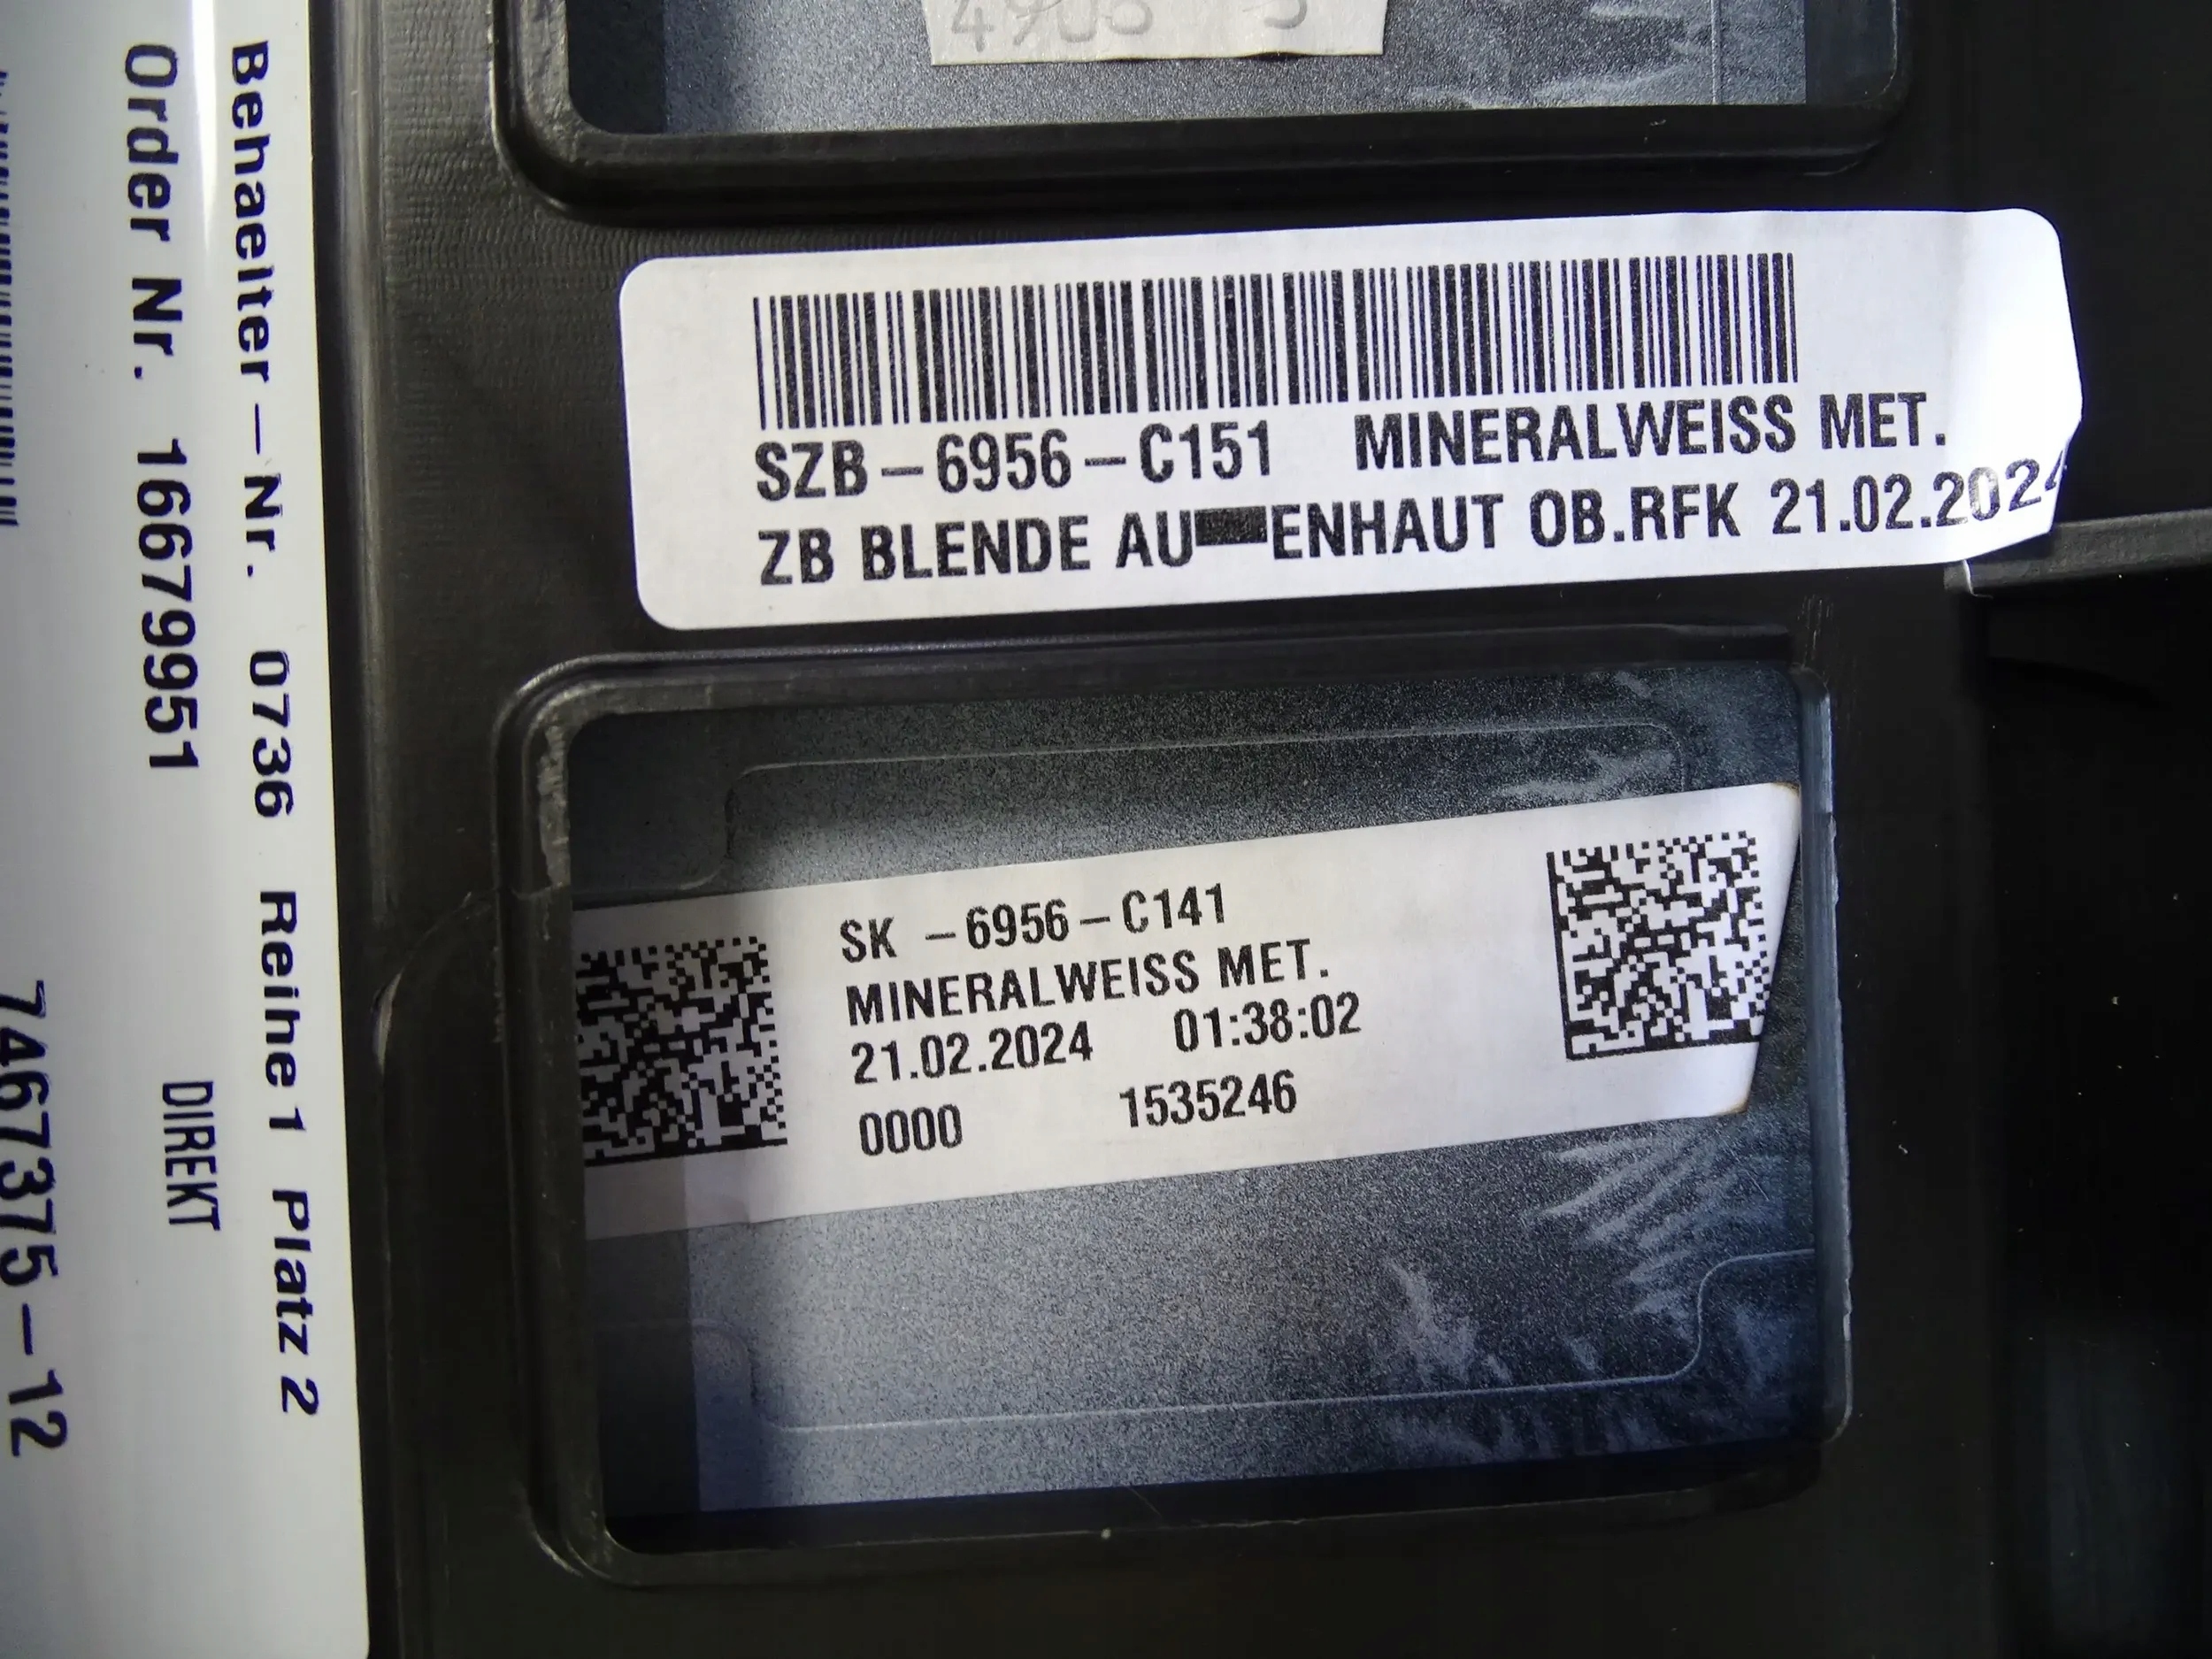 Behaelter-Nr. 0736 Reihe 1 Platz 2
Order Nr. 16679951 DIREKT
7467375-12
SZB-6956-C151 MINERALWEISS MET.
ZB BLENDE AU ENHAUT OB.RFK 21.02.2024
SK -6956-C141
MINERALWEISS MET.
21.02.2024 01:38:02
0000 1535246